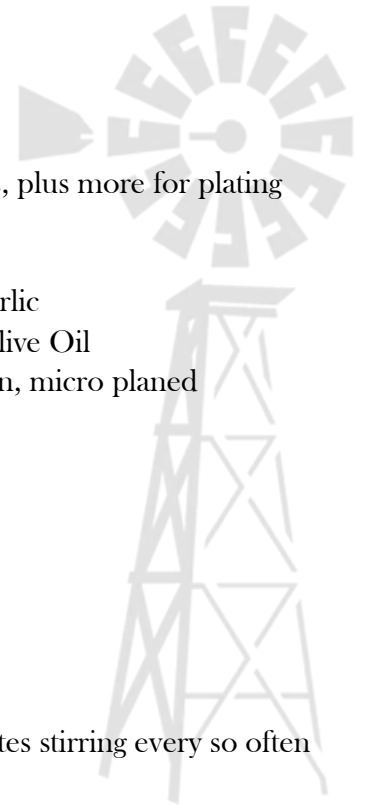 , plus more for plating
rlic
live Oil
n, micro planed
tes stirring every so often